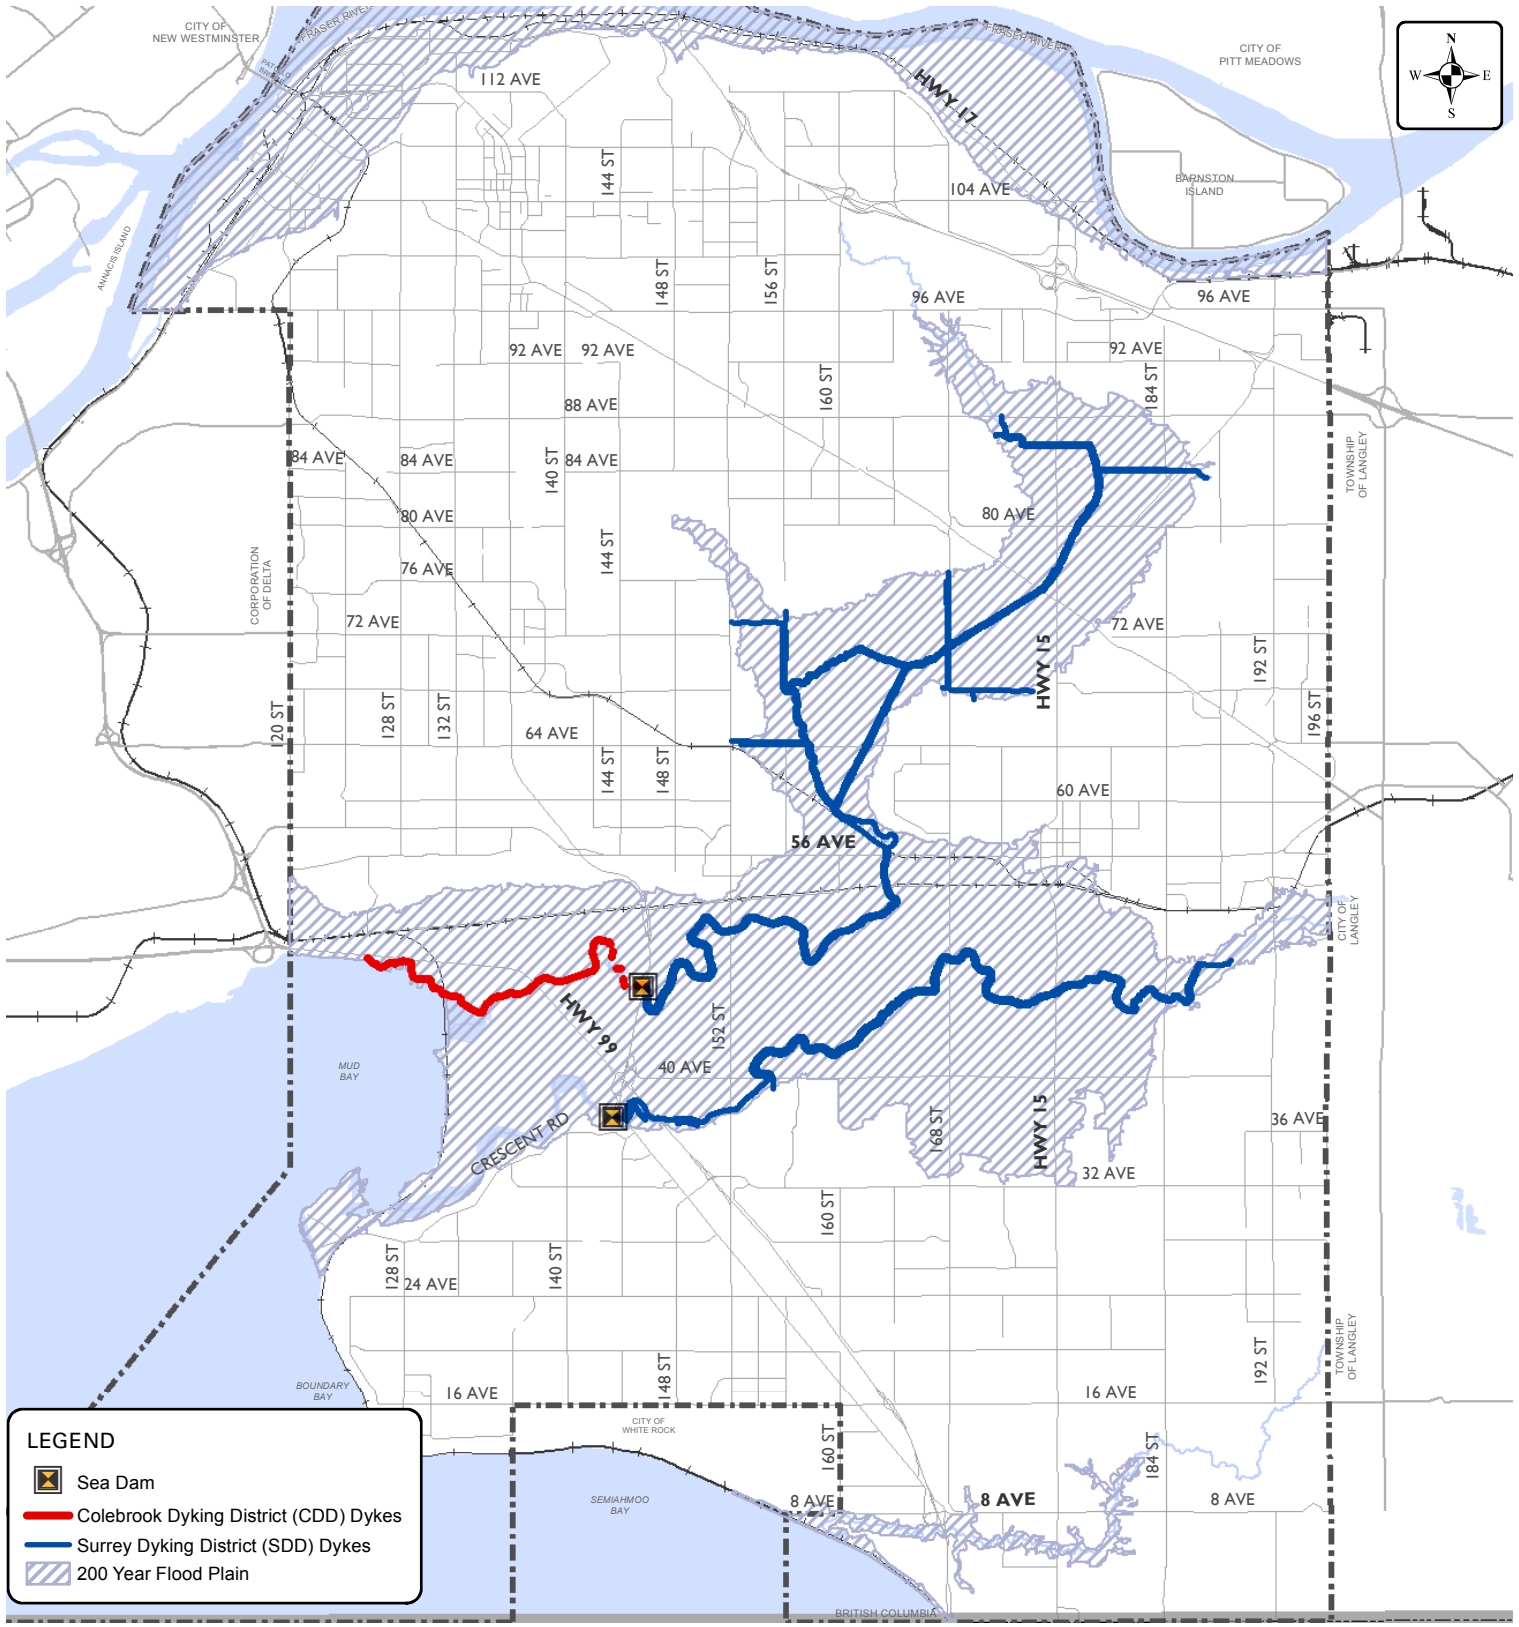 CITY OF
NEW WESTMINSTER
FRASER RIVER
FRASER RIVER
CITY OF
PITT MEADOWS
N
W
E
S
112 AVE
HWY 17
144 ST
104 AVE
BARNSTON
ISLAND
ANNACIS ISLAND
148 ST
156 ST
96 AVE
96 AVE
92 AVE
92 AVE
92 AVE
160 ST
184 ST
88 AVE
84 AVE
84 AVE
140 ST
84 AVE
TOWNSHIP
OF LANGLEY
80 AVE
80 AVE
144 ST
76 AVE
CORPORATION
OF DELTA
72 AVE
72 AVE
HWY 15
192 ST
120 ST
128 ST
132 ST
196 ST
64 AVE
144 ST
148 ST
60 AVE
56 AVE
CITY OF
LANGLEY
HWY 99
152 ST
MUD
BAY
40 AVE
CRESCENT RD
168 ST
HWY 15
36 AVE
32 AVE
160 ST
128 ST
24 AVE
140 ST
TOWNSHIP
OF LANGLEY
192 ST
148 ST
BOUNDARY
BAY
16 AVE
16 AVE
CITY OF
WHITE ROCK
160 ST
184 ST
SEMIAHMOO
BAY
8 AVE
8 AVE
8 AVE
BRITISH COLUMBIA
LEGEND
Sea Dam
Colebrook Dyking District (CDD) Dykes
Surrey Dyking District (SDD) Dykes
200 Year Flood Plain